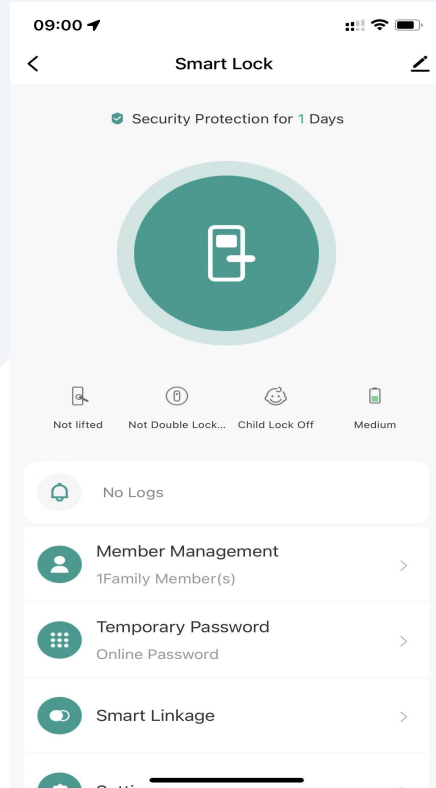 09:00
Smart Lock
Security Protection for 1 Days
Not lifted Not Double Lock... Child Lock Off Medium
No Logs
Member Management
1Family Member(s)
Temporary Password
Online Password
Smart Linkage